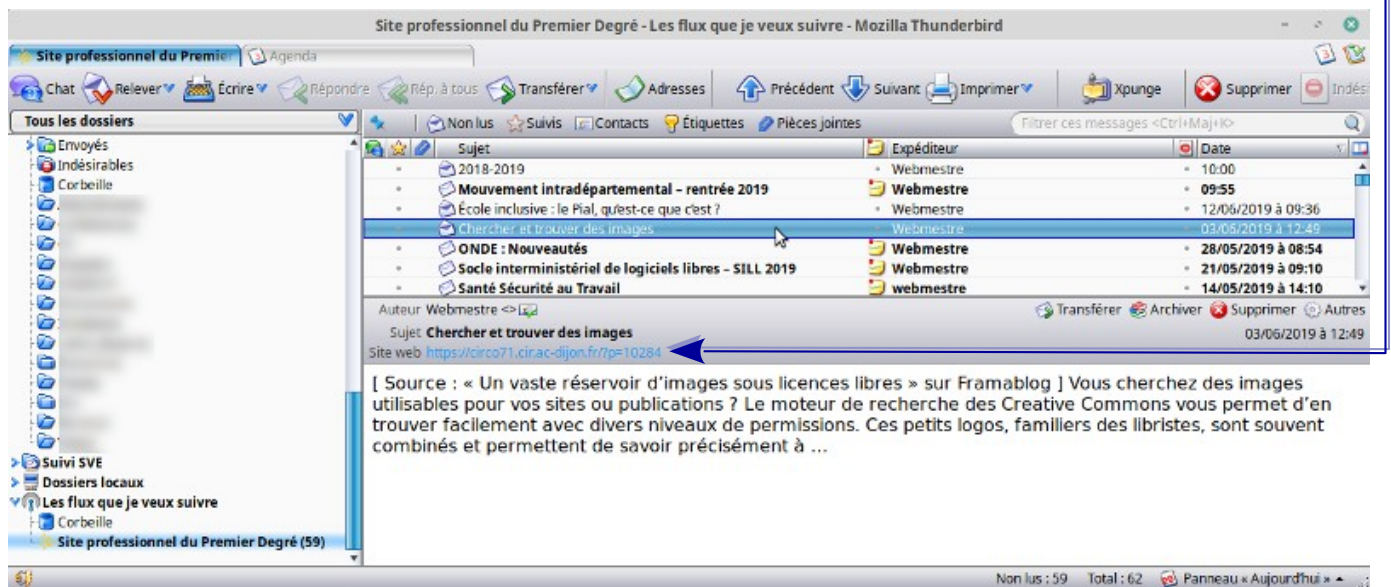 Site professionnel du Premier Degré - Les flux que je veux suivre - Mozilla Thunderbird
Site professionnel du Premier Agenda
Chat Relever Écrire Répondre Rép. à tous Transférer Adresses Précédent Suivant Imprimer Xpunge Supprimer Indés
Tous les dossiers
Non lus Suivis Contacts Étiquettes Pièces jointes Filtrer ces messages <Ctrl+Maj+K>
Envoyés
Indésirables
Corbeille
Suivi SVE
Dossiers locaux
Les flux que je veux suivre
Corbeille
Site professionnel du Premier Degré (59)
Sujet Expéditeur Date
2018-2019 Webmestre 10:00
Mouvement intradépartemental – rentrée 2019 Webmestre 09:55
École inclusive : le Pial, qu'est-ce que c'est ? Webmestre 12/06/2019 à 09:36
Chercher et trouver des images Webmestre 03/06/2019 à 12:49
ONDE : Nouveautés Webmestre 28/05/2019 à 08:54
Socle interministériel de logiciels libres – SILL 2019 Webmestre 21/05/2019 à 09:10
Santé Sécurité au Travail webmestre 14/05/2019 à 14:10
Auteur Webmestre <> Transférer Archiver Supprimer Autres
Sujet Chercher et trouver des images 03/06/2019 à 12:49
Site web https://circo71.cir.ac-dijon.fr/?p=10284
[ Source : « Un vaste réservoir d'images sous licences libres » sur Framablog ] Vous cherchez des images
utilisables pour vos sites ou publications ? Le moteur de recherche des Creative Commons vous permet d'en
trouver facilement avec divers niveaux de permissions. Ces petits logos, familiers des libristes, sont souvent
combinés et permettent de savoir précisément à ...
Non lus : 59 Total : 62 Panneau « Aujourd'hui »